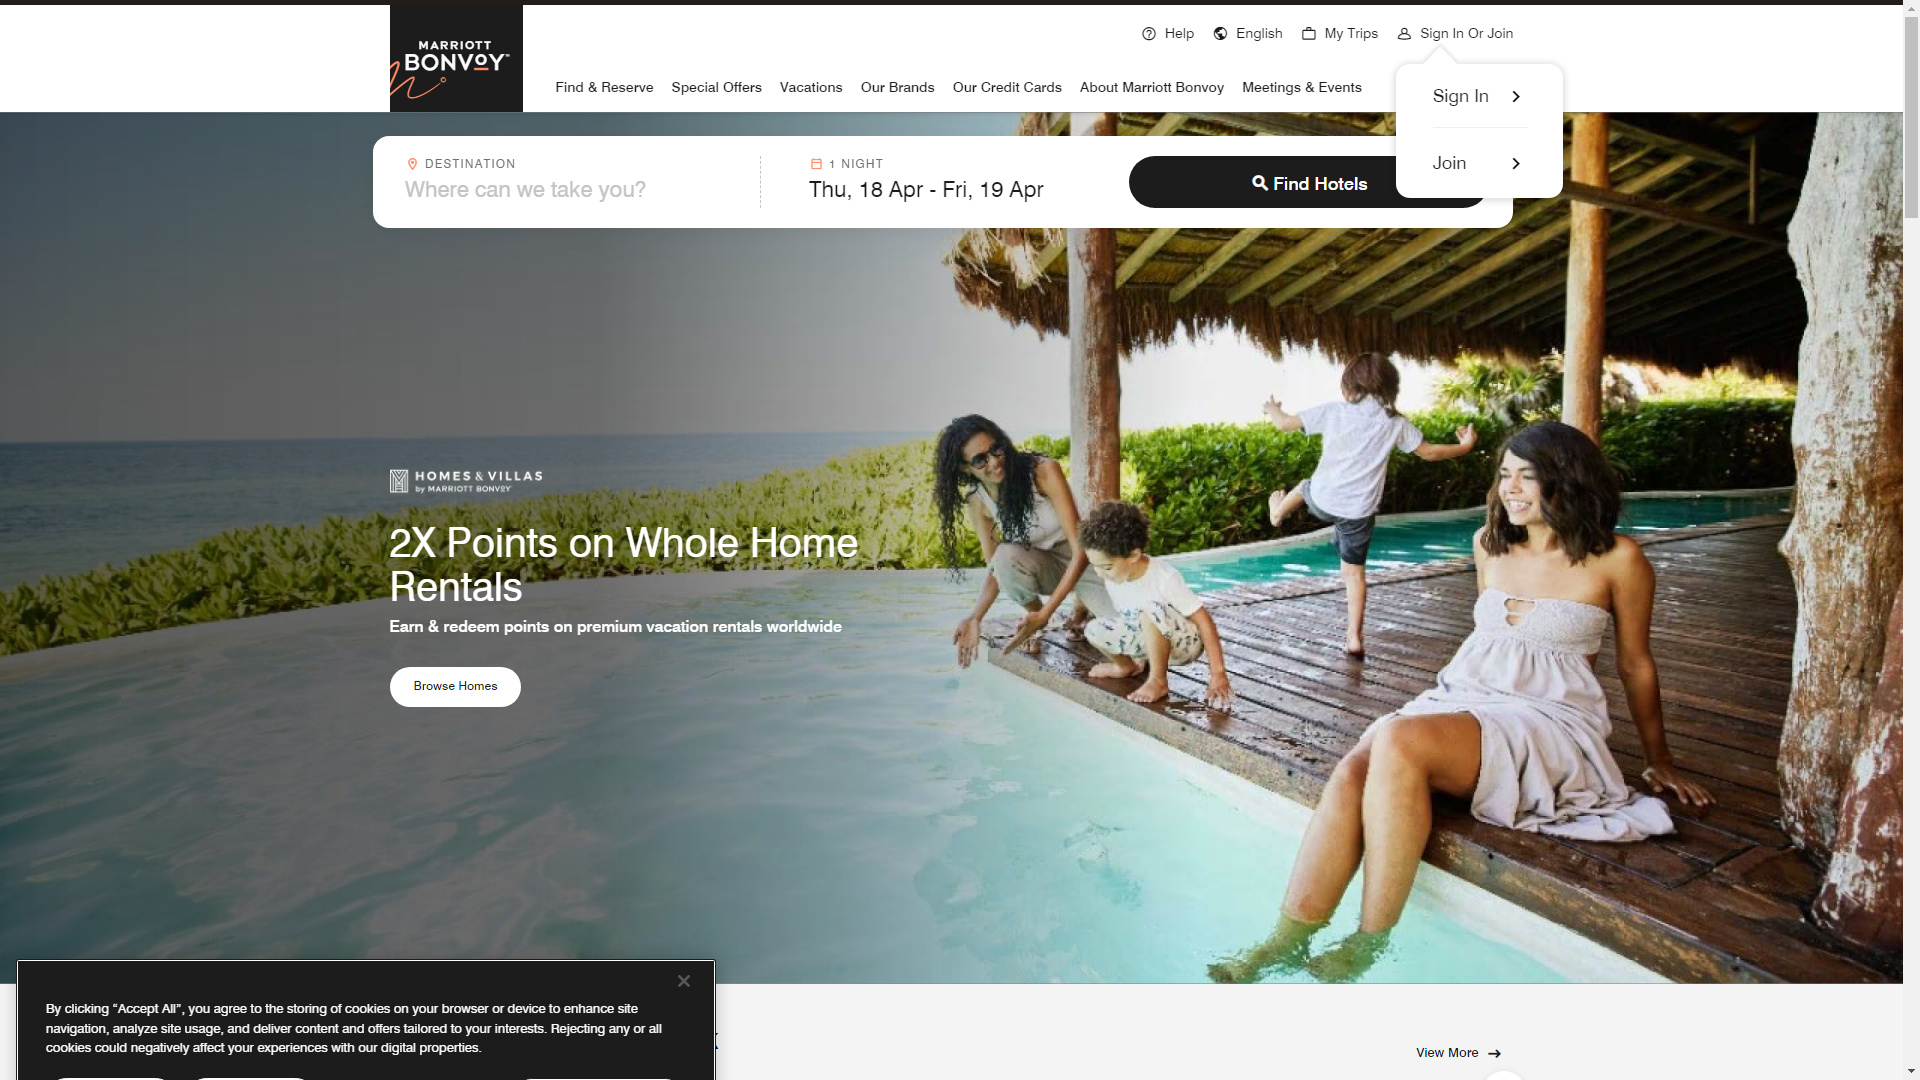 Help
English
My Trips
Sign In Or Join
MARRIOTT
BONVOY
Find & Reserve
Special Offers
Vacations
Our Brands
Our Credit Cards
About Marriott Bonvoy
Meetings & Events
Sign In
Join
DESTINATION
Where can we take you?
1 NIGHT
Thu, 18 Apr - Fri, 19 Apr
Find Hotels
HOMES & VILLAS
by MARRIOTT BONVOY
2X Points on Whole Home
Rentals
Earn & redeem points on premium vacation rentals worldwide
Browse Homes
By clicking “Accept All”, you agree to the storing of cookies on your browser or device to enhance site
navigation, analyze site usage, and deliver content and offers tailored to your interests. Rejecting any or all
cookies could negatively affect your experiences with our digital properties.
View More